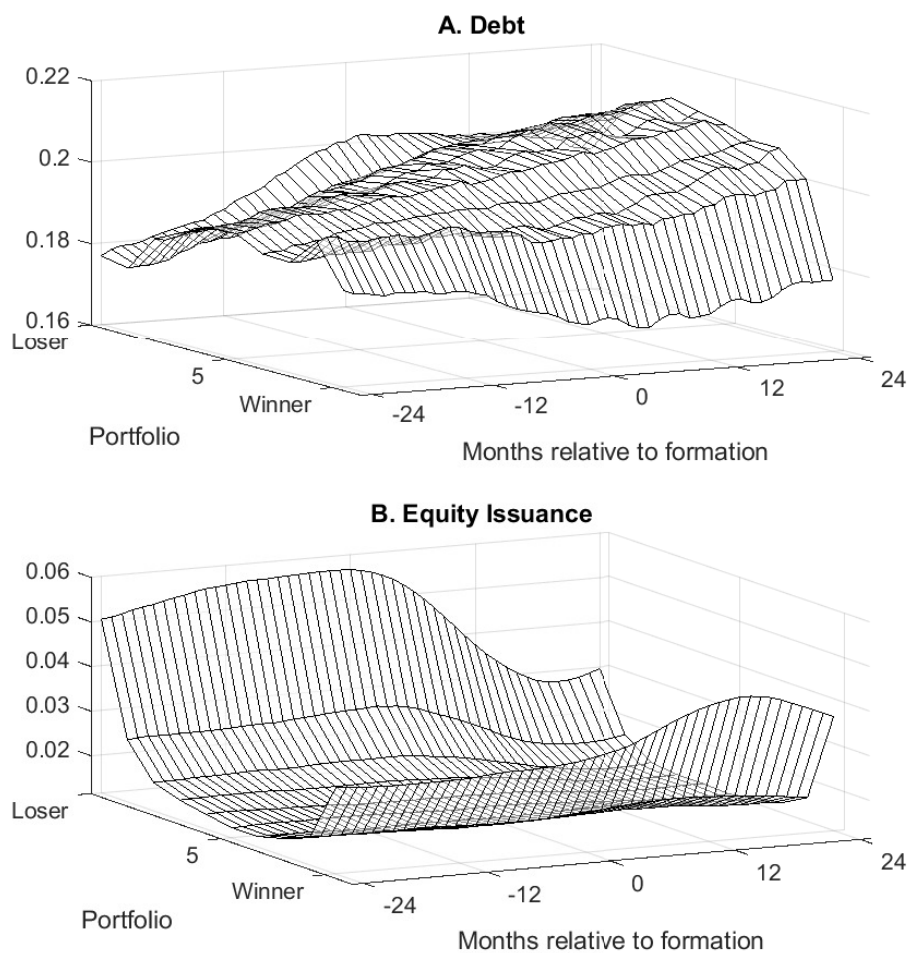 A. Debt
0.22
0.2
0.18
0.16
Loser
5
Winner
Portfolio
-24
-12
0
12
24
Months relative to formation
B. Equity Issuance
0.06
0.05
0.04
0.03
0.02
Loser
5
Winner
Portfolio
-24
-12
0
12
24
Months relative to formation